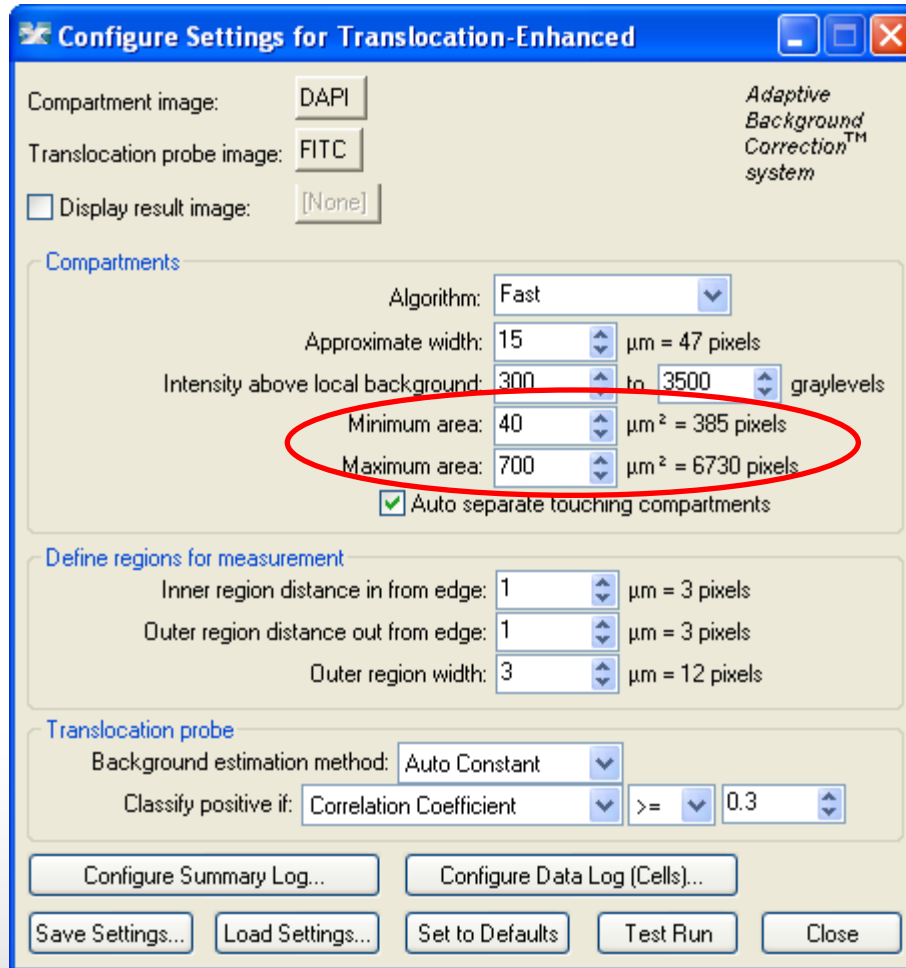 Configure Settings for Translocation-Enhanced
Compartment image: DAPI
Adaptive
Background
Correction™
system
Translocation probe image: FITC
Display result image: [None]
Compartments
Algorithm: Fast
Approximate width: 15 µm = 47 pixels
Intensity above local background: 300 to 3500 graylevels
Minimum area: 40 µm² = 385 pixels
Maximum area: 700 µm² = 6730 pixels
Auto separate touching compartments
Define regions for measurement
Inner region distance in from edge: 1 µm = 3 pixels
Outer region distance out from edge: 1 µm = 3 pixels
Outer region width: 3 µm = 12 pixels
Translocation probe
Background estimation method: Auto Constant
Classify positive if: Correlation Coefficient >= 0.3
Configure Summary Log... Configure Data Log (Cells)...
Save Settings... Load Settings... Set to Defaults Test Run Close